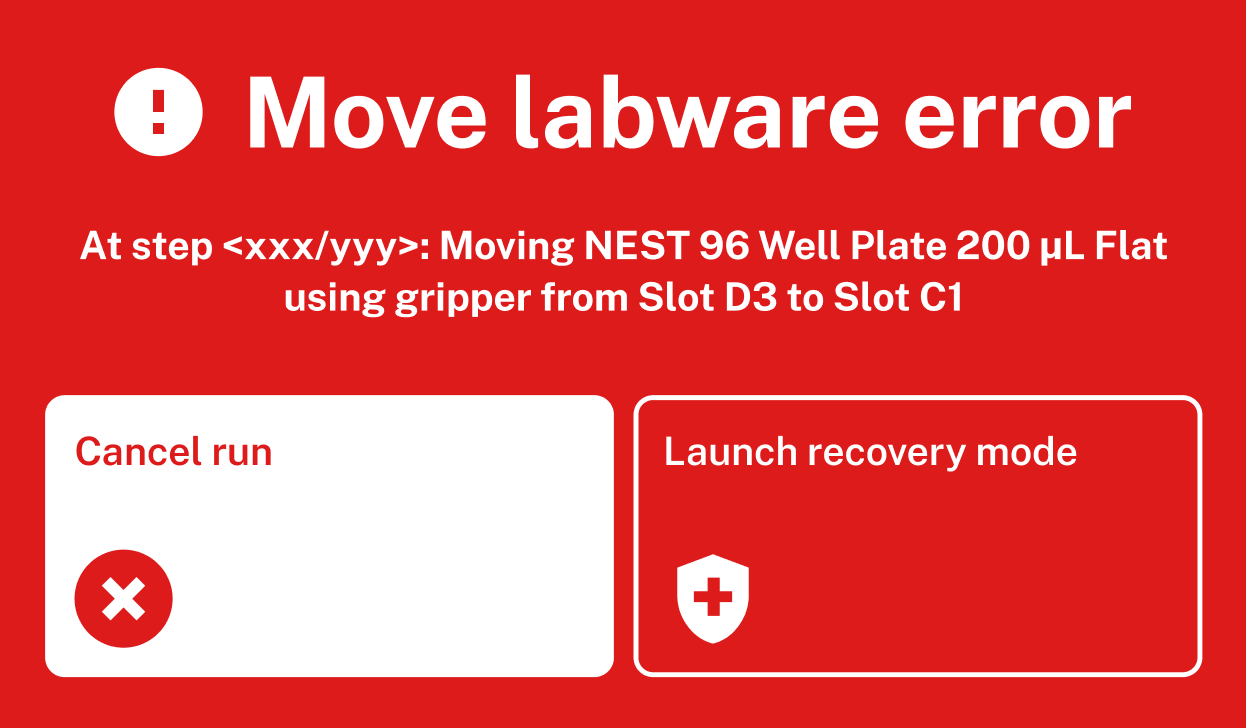 Move labware error
At step <xxx/yyy>: Moving NEST 96 Well Plate 200 µL Flat
using gripper from Slot D3 to Slot C1
Cancel run
Launch recovery mode